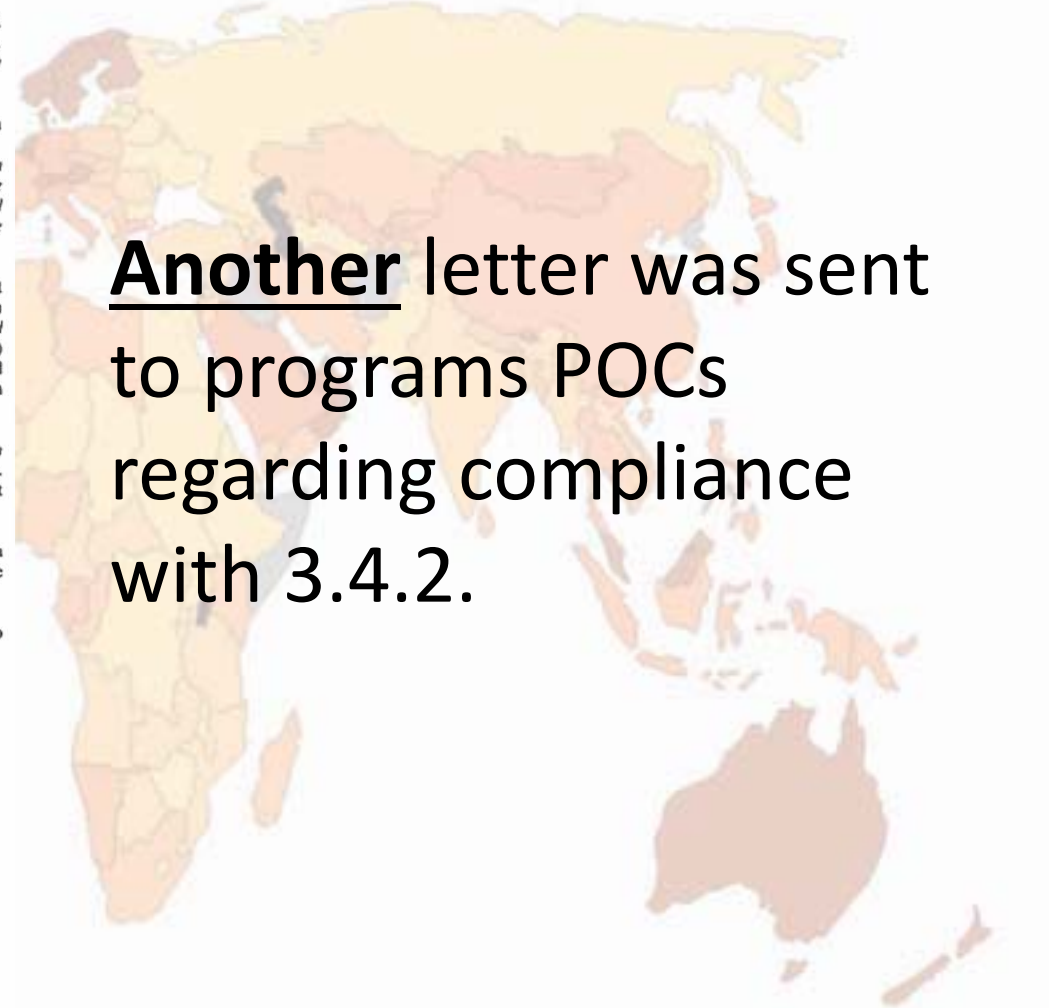 Another letter was sent
to programs POCs
regarding compliance
with 3.4.2.